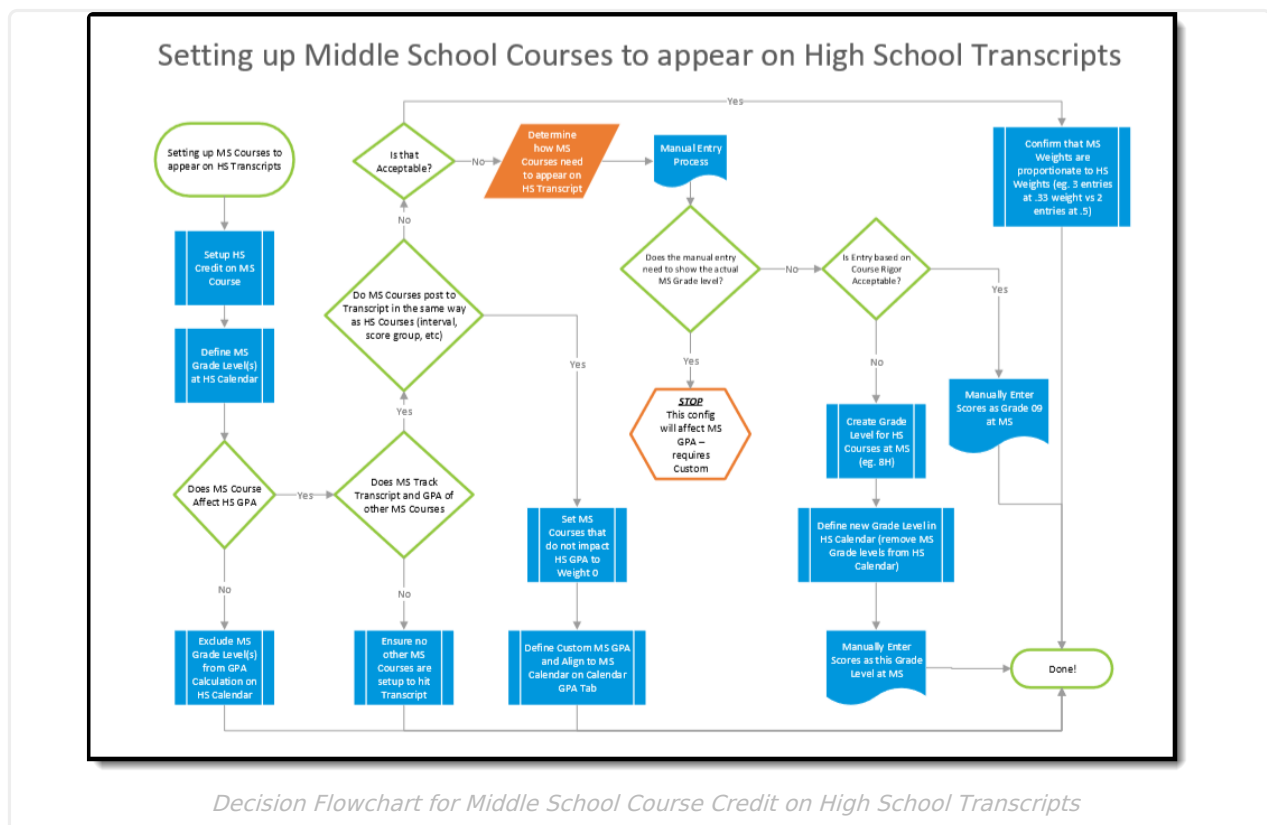 Setting up Middle School Courses to appear on High School Transcripts
Setting up MS Courses to
appear on HS Transcripts
Setup HS
Credit on MS
Course
Define MS
Grade Level(s)
at HS Calendar
Does MS Course
Affect HS GPA
Yes
No
Exclude MS
Grade Level(s)
from GPA
Calculation on
HS Calendar
Does MS Track
Transcript and GPA of
other MS Courses
Yes
No
Ensure no
other MS
Courses are
setup to hit
Transcript
Do MS Courses post to
Transcript in the same way
as HS Courses (interval,
score group, etc)
No
Yes
Set MS
Courses that
do not impact
HS GPA to
Weight 0
Define Custom MS GPA
and Align to MS
Calendar on Calendar
GPA Tab
Is that
Acceptable?
Yes
No
Confirm that MS
Weights are
proportionate to HS
Weights (eg. 3 entries
at .33 weight vs 2
entries at .5)
Determine
how MS
Courses need
to appear on
HS Transcript
Manual Entry
Process
Does the manual entry
need to show the actual
MS Grade level?
No
Yes
STOP
This config
will affect MS
GPA –
requires
Custom
Is Entry based on
Course Rigor
Acceptable?
Yes
No
Manually Enter
Scores as Grade 09
at MS
Create Grade
Level for HS
Courses at MS
(eg. 8H)
Define new Grade Level in
HS Calendar (remove MS
Grade levels from HS
Calendar)
Manually Enter
Scores as this Grade
Level at MS
Done!
Decision Flowchart for Middle School Course Credit on High School Transcripts